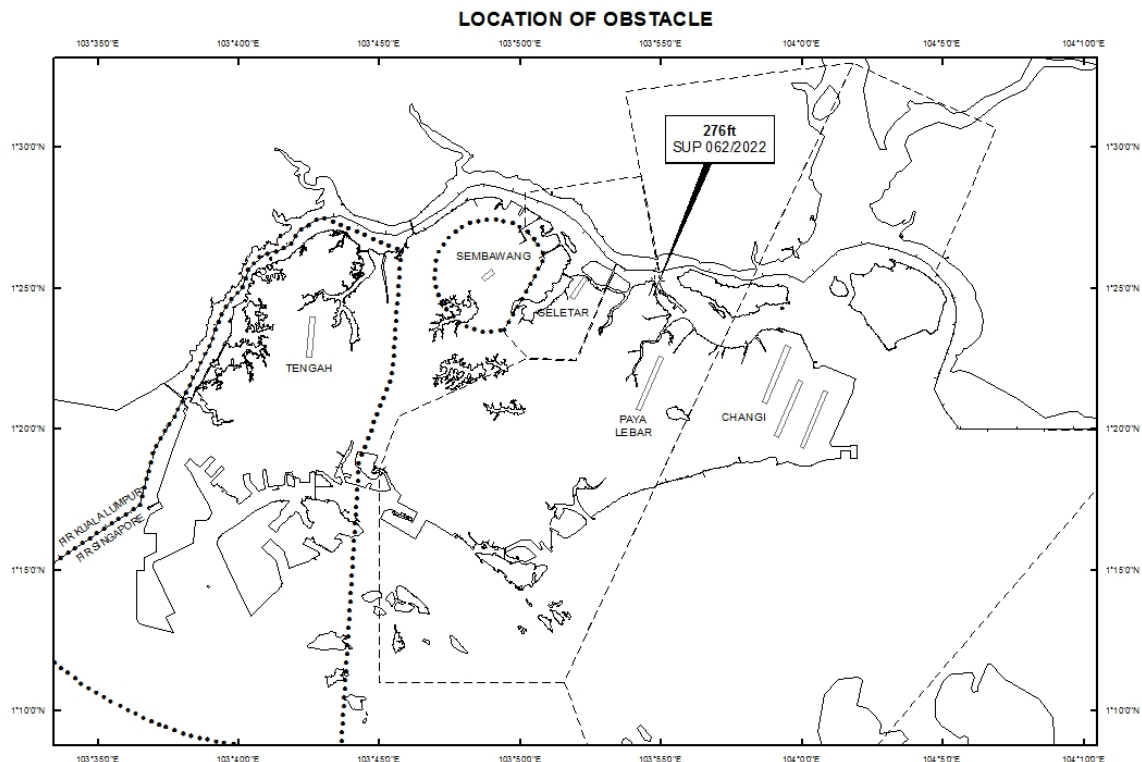 LOCATION OF OBSTACLE
103°35'0"E
103°40'0"E
103°45'0"E
103°50'0"E
103°55'0"E
104°0'0"E
104°5'0"E
104°10'0"E
1°30'0"N
1°30'0"N
276ft
SUP 062/2022
SEMBAWANG
1°25'0"N
1°25'0"N
SELETAR
TENGAH
PAYA
LEBAR
CHANGI
1°20'0"N
1°20'0"N
FIR KUALA LUMPUR
FIR SINGAPORE
1°15'0"N
1°15'0"N
1°10'0"N
1°10'0"N
103°35'0"E
103°40'0"E
103°45'0"E
103°50'0"E
103°55'0"E
104°0'0"E
104°5'0"E
104°10'0"E